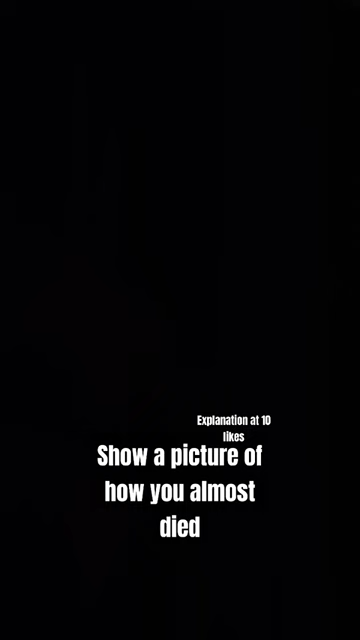 Explanation at 10
likes
Show a picture of
how you almost
died